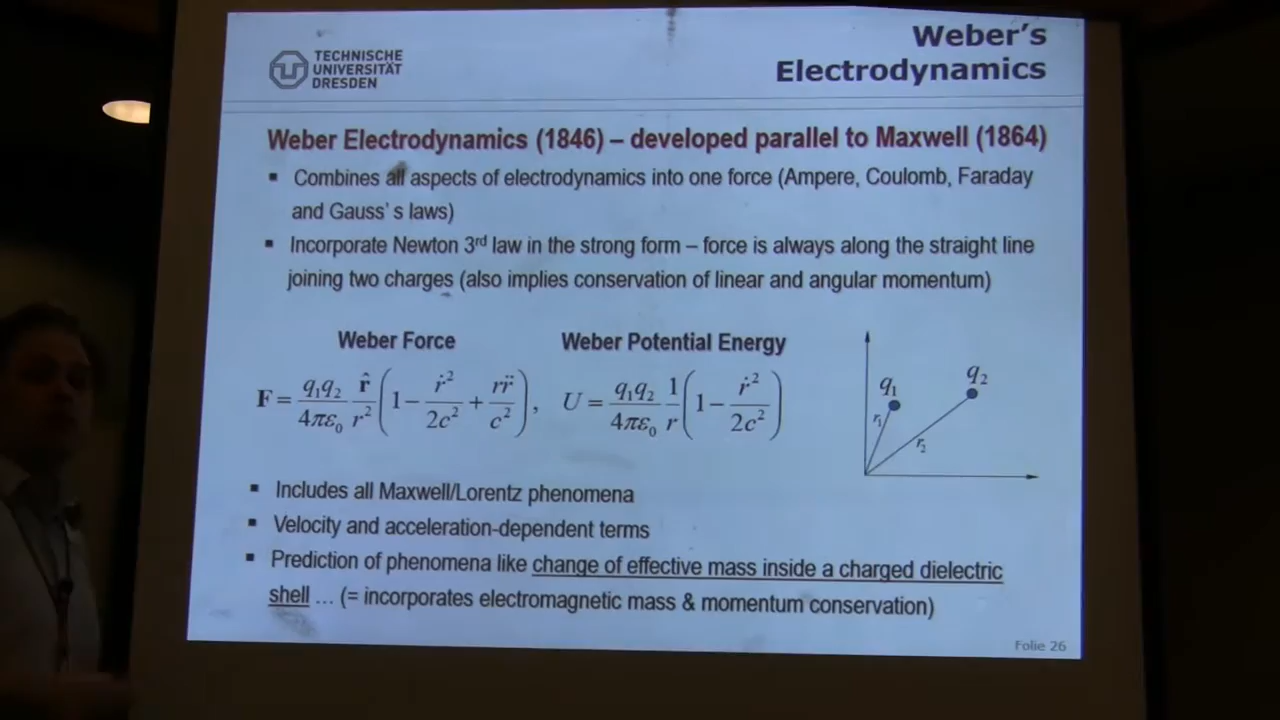 Weber's
Electrodynamics
TECHNISCHE
UNIVERSITÄT
DRESDEN
Weber Electrodynamics (1846) – developed parallel to Maxwell (1864)
▪ Combines all aspects of electrodynamics into one force (Ampere, Coulomb, Faraday
and Gauss's laws)
▪ Incorporate Newton 3rd law in the strong form – force is always along the straight line
joining two charges (also implies conservation of linear and angular momentum)
Weber Force Weber Potential Energy
F = q₁q₂/4πε₀ r̂/r² (1 − ṙ²/2c² + rr̈/c²), U = q₁q₂/4πε₀ 1/r (1 − ṙ²/2c²)
q₁ q₂
r₁ r₂
▪ Includes all Maxwell/Lorentz phenomena
▪ Velocity and acceleration-dependent terms
▪ Prediction of phenomena like change of effective mass inside a charged dielectric
shell ... (= incorporates electromagnetic mass & momentum conservation)
Folie 26